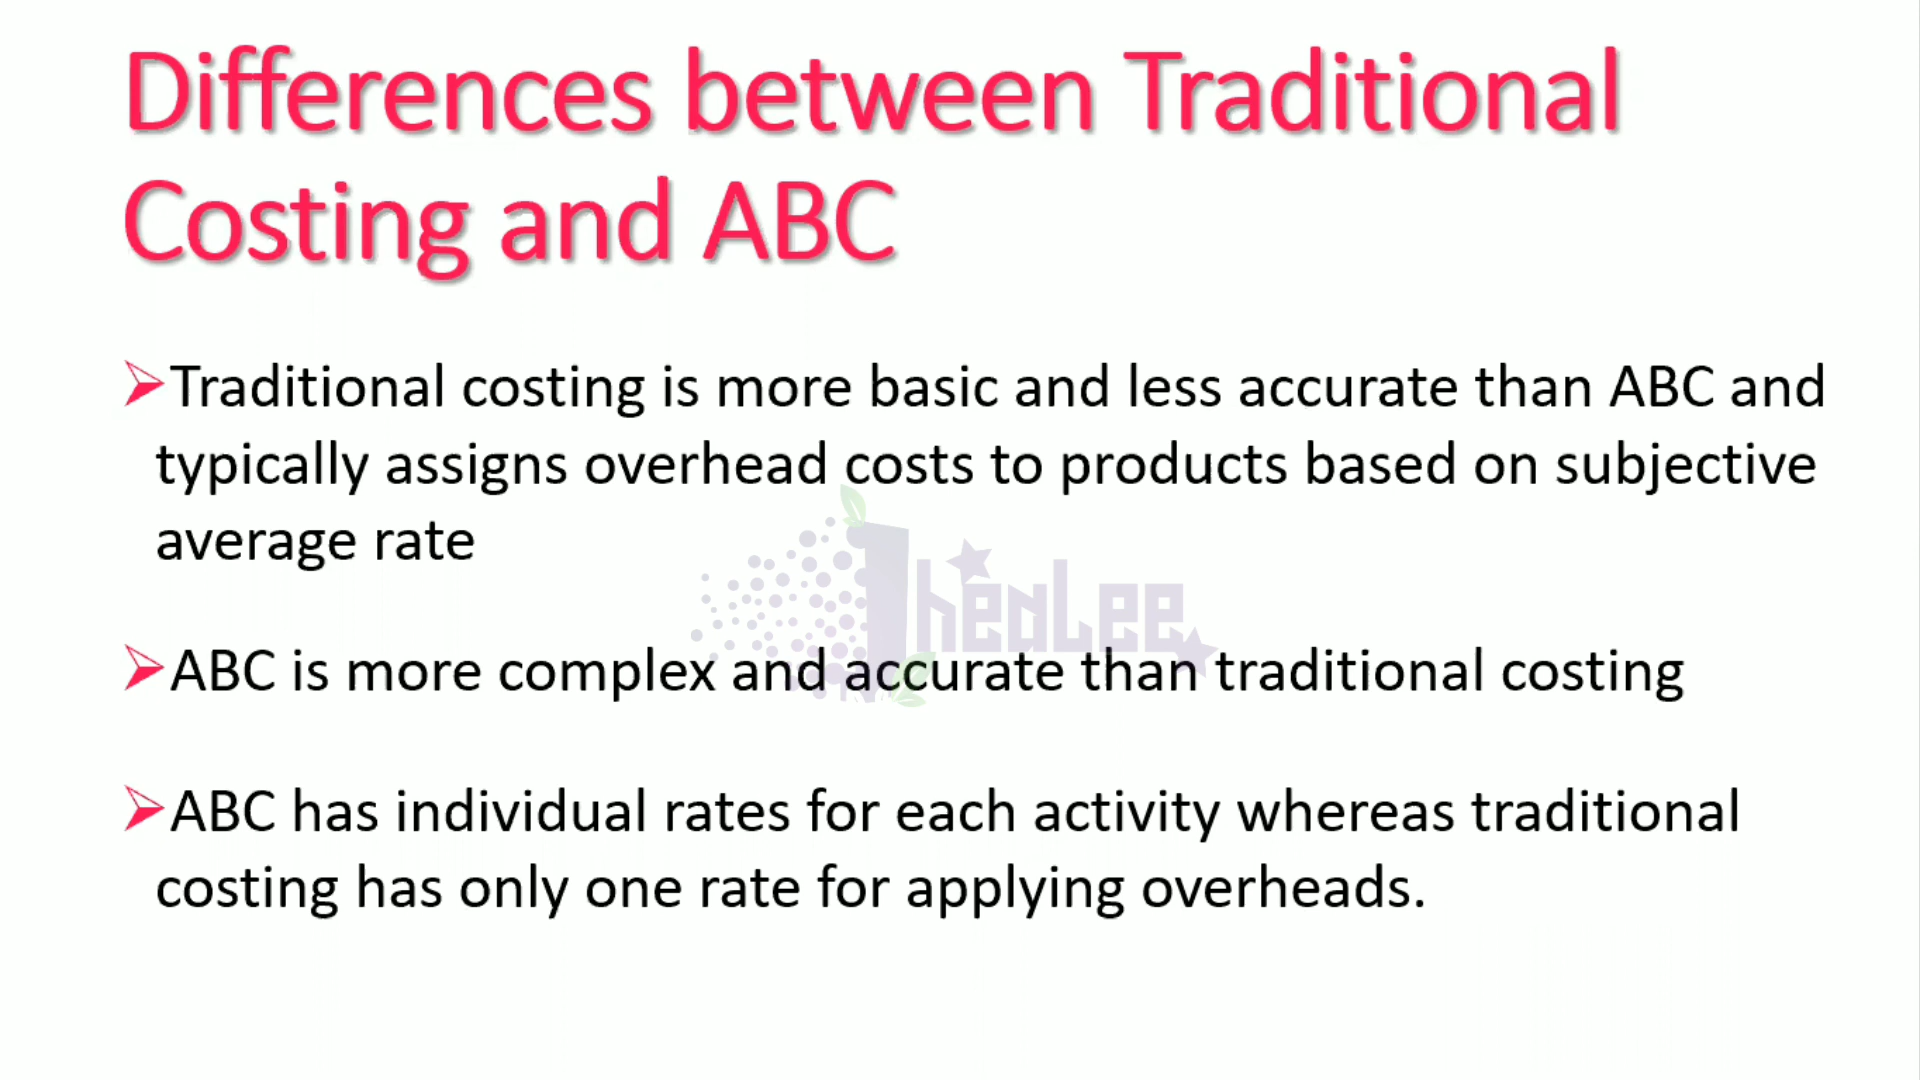 Differences between Traditional
Costing and ABC
➢Traditional costing is more basic and less accurate than ABC and
typically assigns overhead costs to products based on subjective
average rate
1heaLee
➢ABC is more complex and accurate than traditional costing
➢ABC has individual rates for each activity whereas traditional
costing has only one rate for applying overheads.